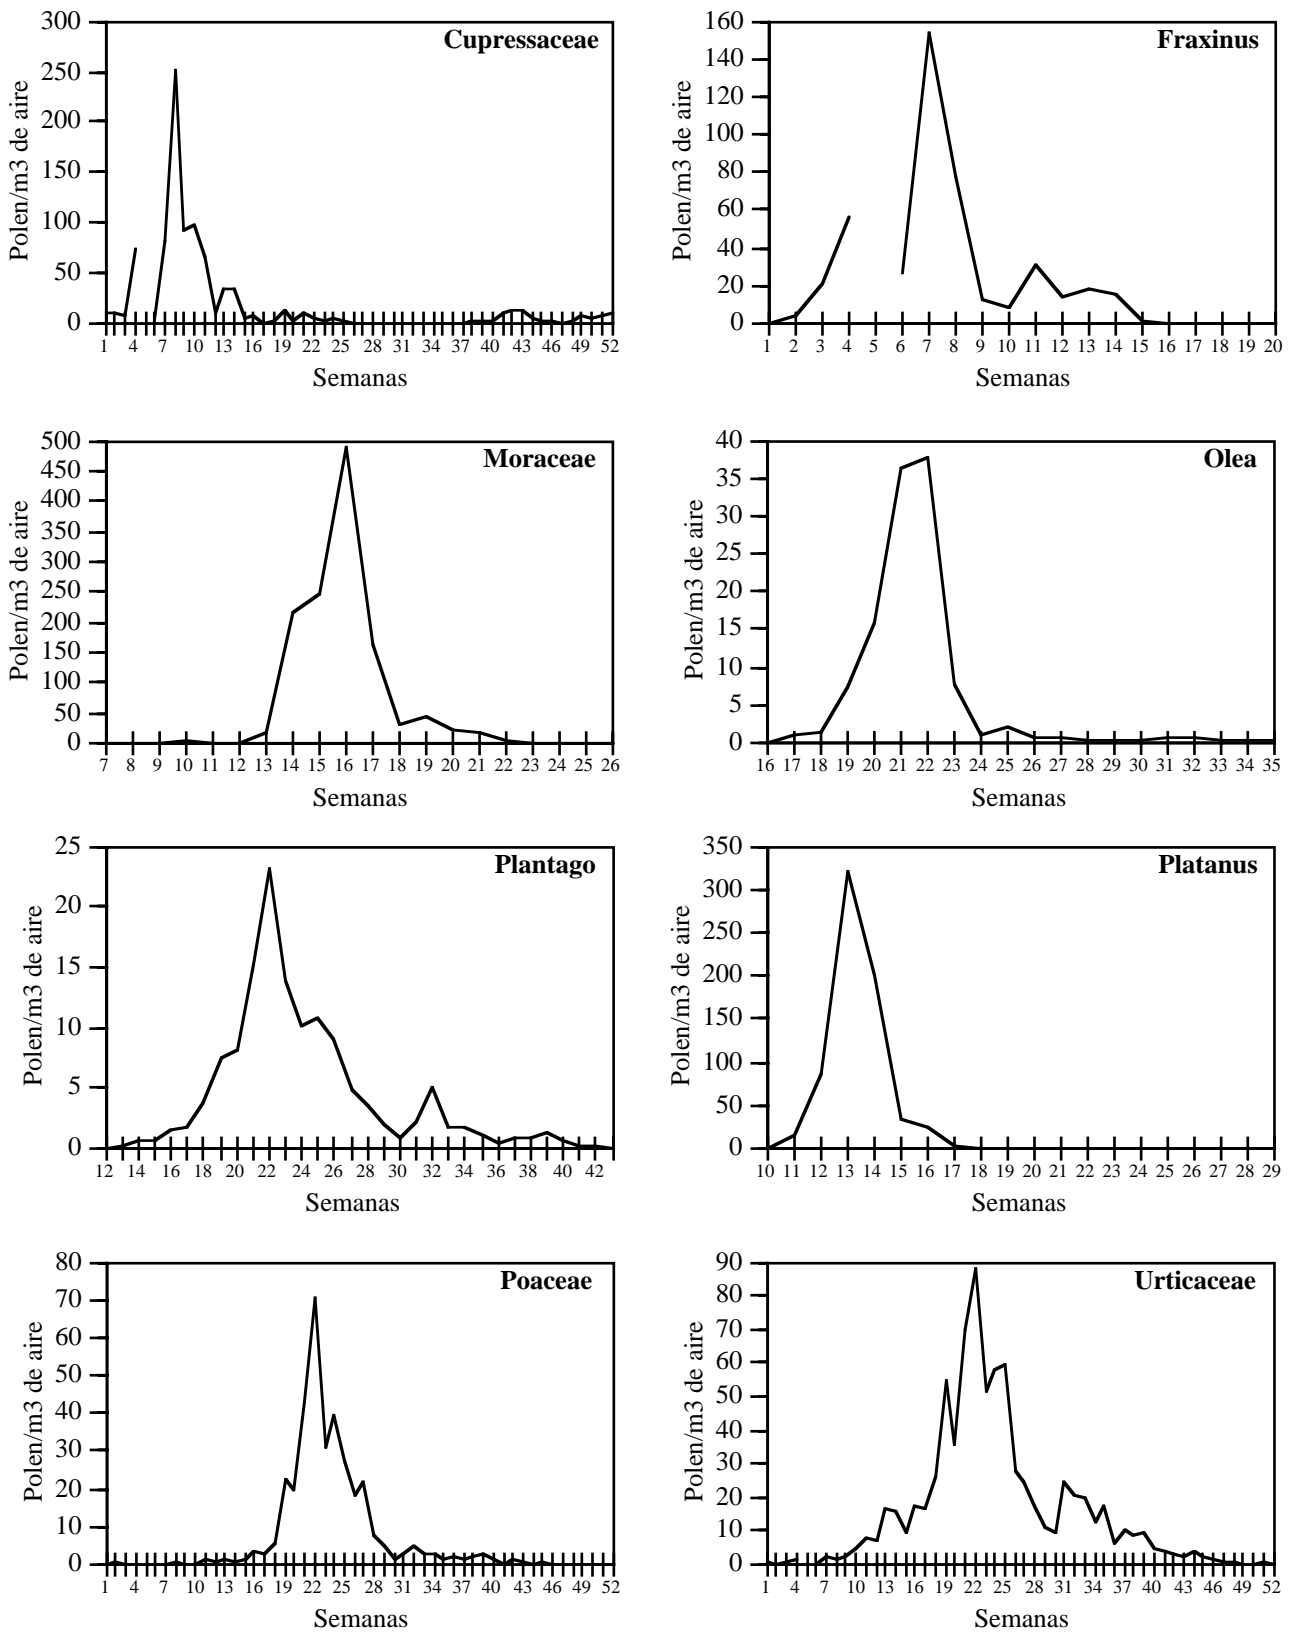 Cupressaceae
Polen/m3 de aire
300
250
200
150
100
50
0
1 4 7 10 13 16 19 22 25 28 31 34 37 40 43 46 49 52
Semanas
Fraxinus
Polen/m3 de aire
160
140
120
100
80
60
40
20
0
1 2 3 4 5 6 7 8 9 10 11 12 13 14 15 16 17 18 19 20
Semanas
Moraceae
Polen/m3 de aire
500
450
400
350
300
250
200
150
100
50
0
7 8 9 10 11 12 13 14 15 16 17 18 19 20 21 22 23 24 25 26
Semanas
Olea
Polen/m3 de aire
40
35
30
25
20
15
10
5
0
16 17 18 19 20 21 22 23 24 25 26 27 28 29 30 31 32 33 34 35
Semanas
Plantago
Polen/m3 de aire
25
20
15
10
5
0
12 14 16 18 20 22 24 26 28 30 32 34 36 38 40 42
Semanas
Platanus
Polen/m3 de aire
350
300
250
200
150
100
50
0
10 11 12 13 14 15 16 17 18 19 20 21 22 23 24 25 26 27 28 29
Semanas
Poaceae
Polen/m3 de aire
80
70
60
50
40
30
20
10
0
1 4 7 10 13 16 19 22 25 28 31 34 37 40 43 46 49 52
Semanas
Urticaceae
Polen/m3 de aire
90
80
70
60
50
40
30
20
10
0
1 4 7 10 13 16 19 22 25 28 31 34 37 40 43 46 49 52
Semanas